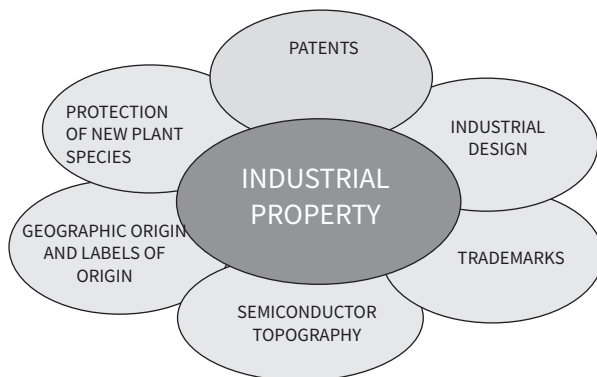 PATENTS
PROTECTION
OF NEW PLANT
SPECIES
INDUSTRIAL
DESIGN
INDUSTRIAL
PROPERTY
GEOGRAPHIC ORIGIN
AND LABELS OF
ORIGIN
TRADEMARKS
SEMICONDUCTOR
TOPOGRAPHY